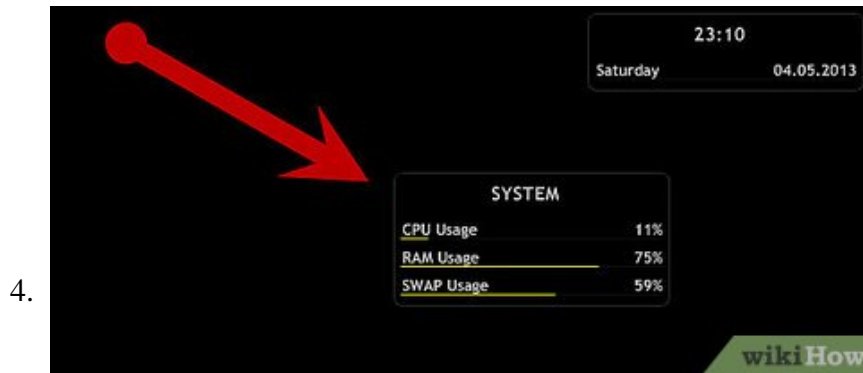 23:10
Saturday 04.05.2013
SYSTEM
CPU Usage 11%
RAM Usage 75%
SWAP Usage 59%
4.
wikiHow